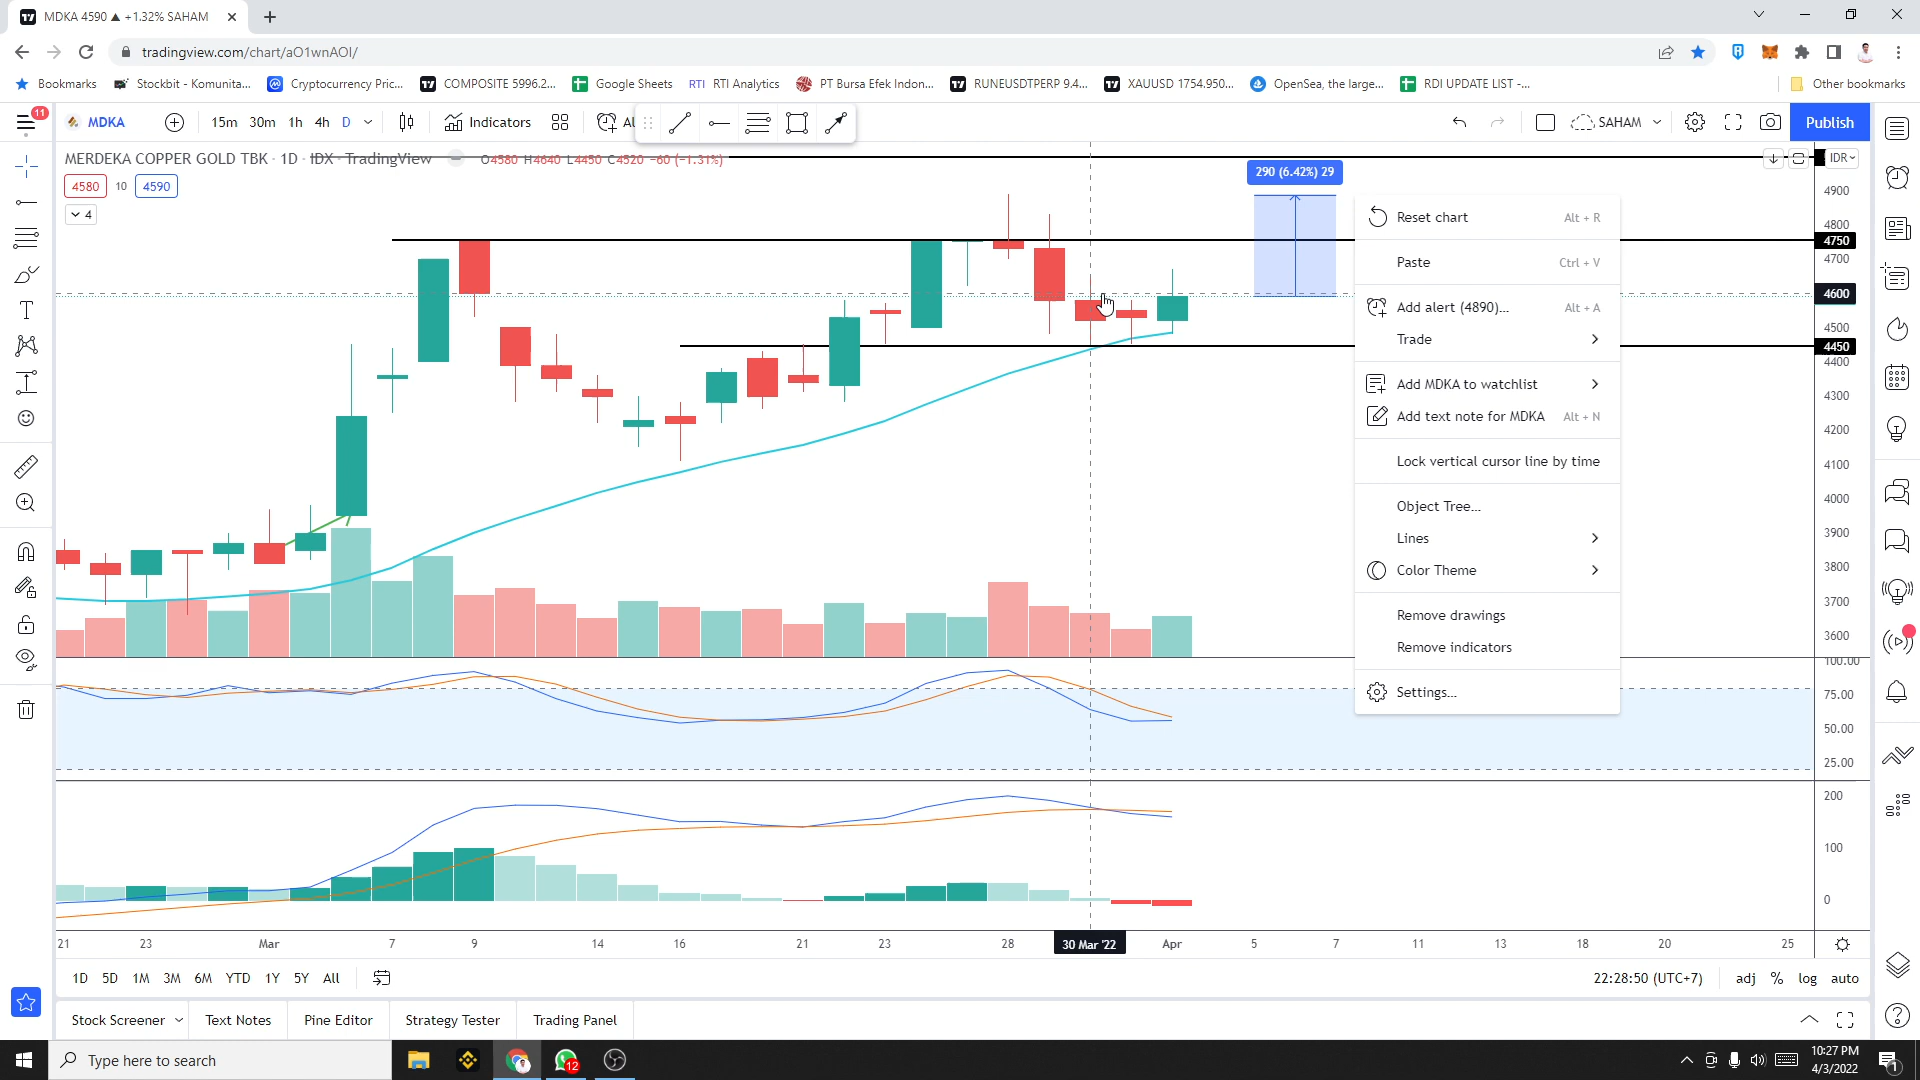 MDKA 4590 ▲ +1.32% SAHAM
tradingview.com/chart/aO1wnAOI/
Bookmarks
Stockbit - Komunita...
Cryptocurrency Pric...
COMPOSITE 5996.2...
Google Sheets
RTI RTI Analytics
PT Bursa Efek Indon...
RUNEUSDTPERP 9.4...
XAUUSD 1754.950...
OpenSea, the large...
RDI UPDATE LIST -...
Other bookmarks
11
MDKA
15m 30m 1h 4h D
Indicators
SAHAM
Publish
MERDEKA COPPER GOLD TBK · 1D · IDX · TradingView
O4580 H4640 L4450 C4520 -60 (-1.31%)
IDR
4580 10 4590
4
290 (6.42%) 29
4900
4800
4750
4700
4600
4500
4450
4400
4300
4200
4100
4000
3900
3800
3700
3600
100.00
75.00
50.00
25.00
200
100
0
Reset chart Alt + R
Paste Ctrl + V
Add alert (4890)... Alt + A
Trade
Add MDKA to watchlist
Add text note for MDKA Alt + N
Lock vertical cursor line by time
Object Tree...
Lines
Color Theme
Remove drawings
Remove indicators
Settings...
21 23 Mar 7 9 14 16 21 23 28 30 Mar '22 Apr 5 7 11 13 18 20 25
1D 5D 1M 3M 6M YTD 1Y 5Y All
22:28:50 (UTC+7) adj % log auto
Stock Screener Text Notes Pine Editor Strategy Tester Trading Panel
Type here to search
12
10:27 PM
4/3/2022
1